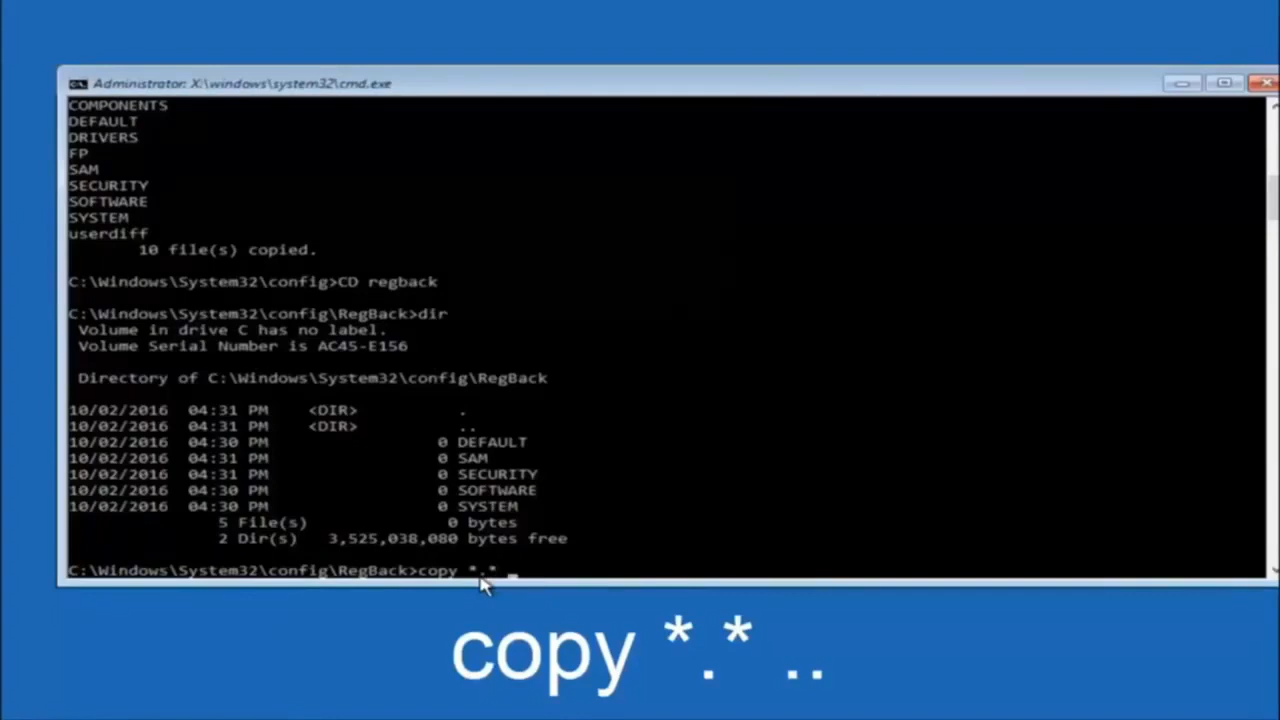 Administrator: X:\windows\system32\cmd.exe
COMPONENTS
DEFAULT
DRIVERS
FP
SAM
SECURITY
SOFTWARE
SYSTEM
userdiff
10 file(s) copied.
C:\Windows\System32\config>CD regback
C:\Windows\System32\config\RegBack>dir
Volume in drive C has no label.
Volume Serial Number is AC45-E156
Directory of C:\Windows\System32\config\RegBack
10/02/2016 04:31 PM <DIR> .
10/02/2016 04:31 PM <DIR> ..
10/02/2016 04:30 PM 0 DEFAULT
10/02/2016 04:31 PM 0 SAM
10/02/2016 04:31 PM 0 SECURITY
10/02/2016 04:30 PM 0 SOFTWARE
10/02/2016 04:30 PM 0 SYSTEM
5 File(s) 0 bytes
2 Dir(s) 3,525,038,080 bytes free
C:\Windows\System32\config\RegBack>copy *.* _
copy *.* ..